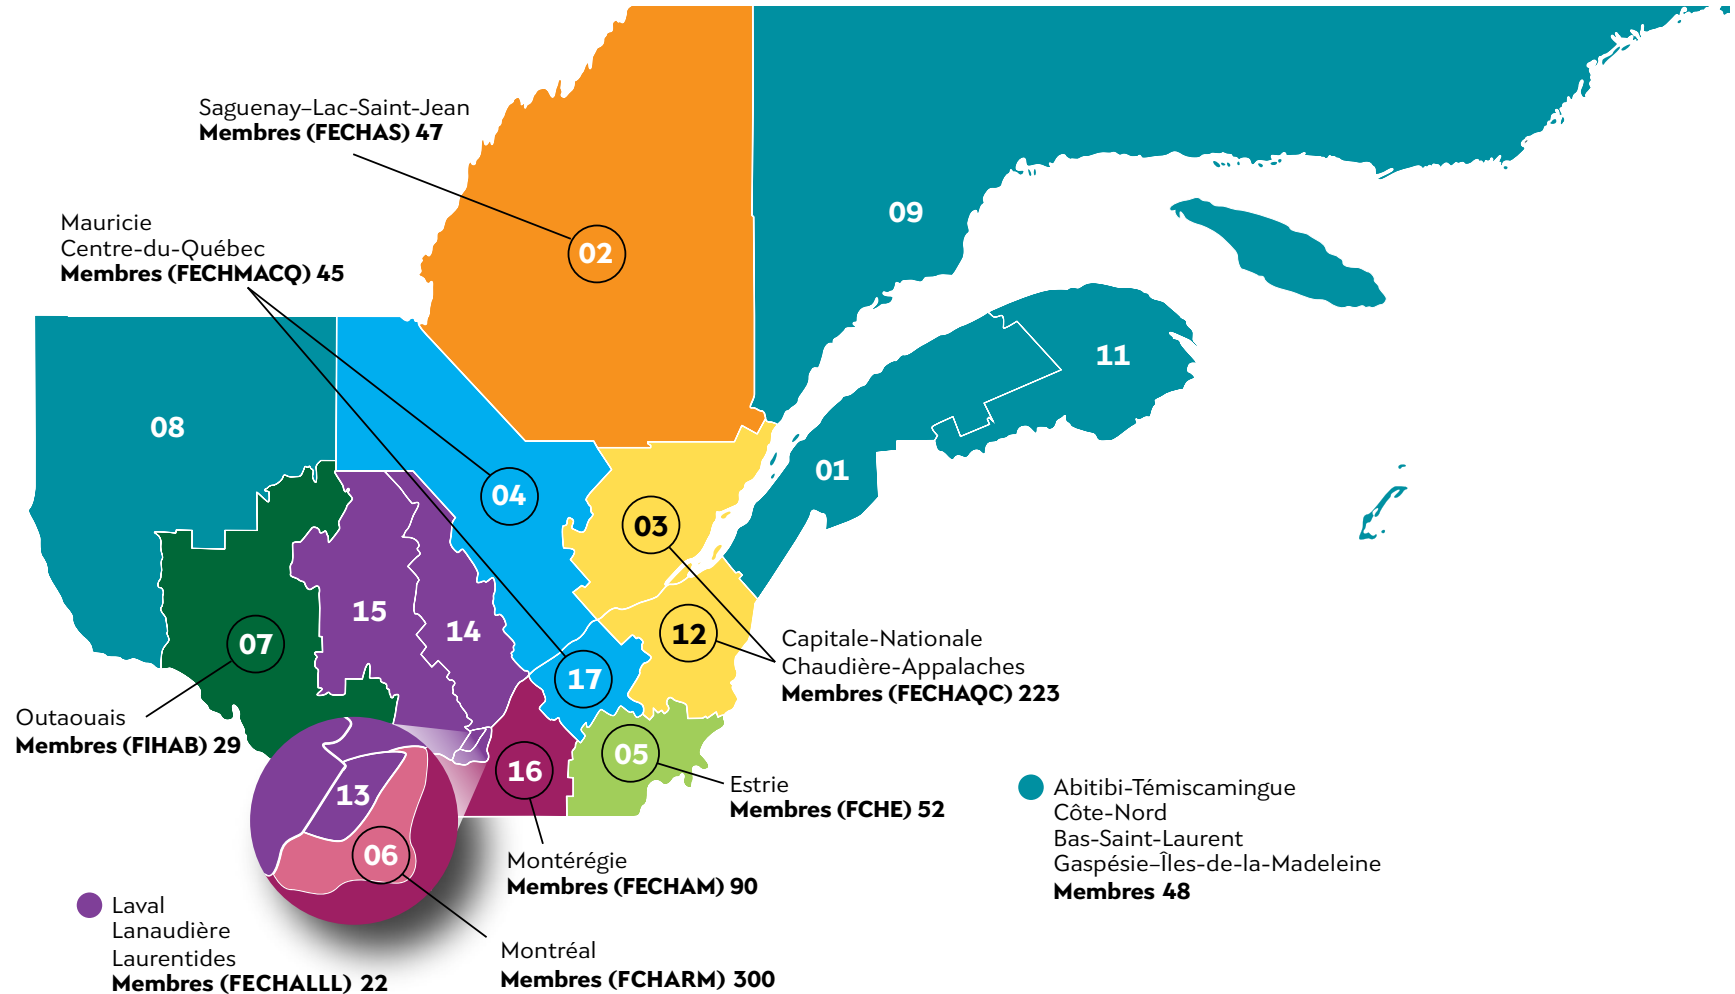 Saguenay–Lac-Saint-Jean
Membres (FECHAS) 47
Mauricie
Centre-du-Québec
Membres (FECHMACQ) 45
02
09
11
08
01
04
03
15
14
12
07
17
Capitale-Nationale
Chaudière-Appalaches
Membres (FECHAQC) 223
Outaouais
Membres (FIHAB) 29
16
05
13
06
Estrie
Membres (FCHE) 52
Montérégie
Membres (FECHAM) 90
Abitibi-Témiscamingue
Côte-Nord
Bas-Saint-Laurent
Gaspésie–Îles-de-la-Madeleine
Membres 48
Laval
Lanaudière
Laurentides
Membres (FECHALLL) 22
Montréal
Membres (FCHARM) 300